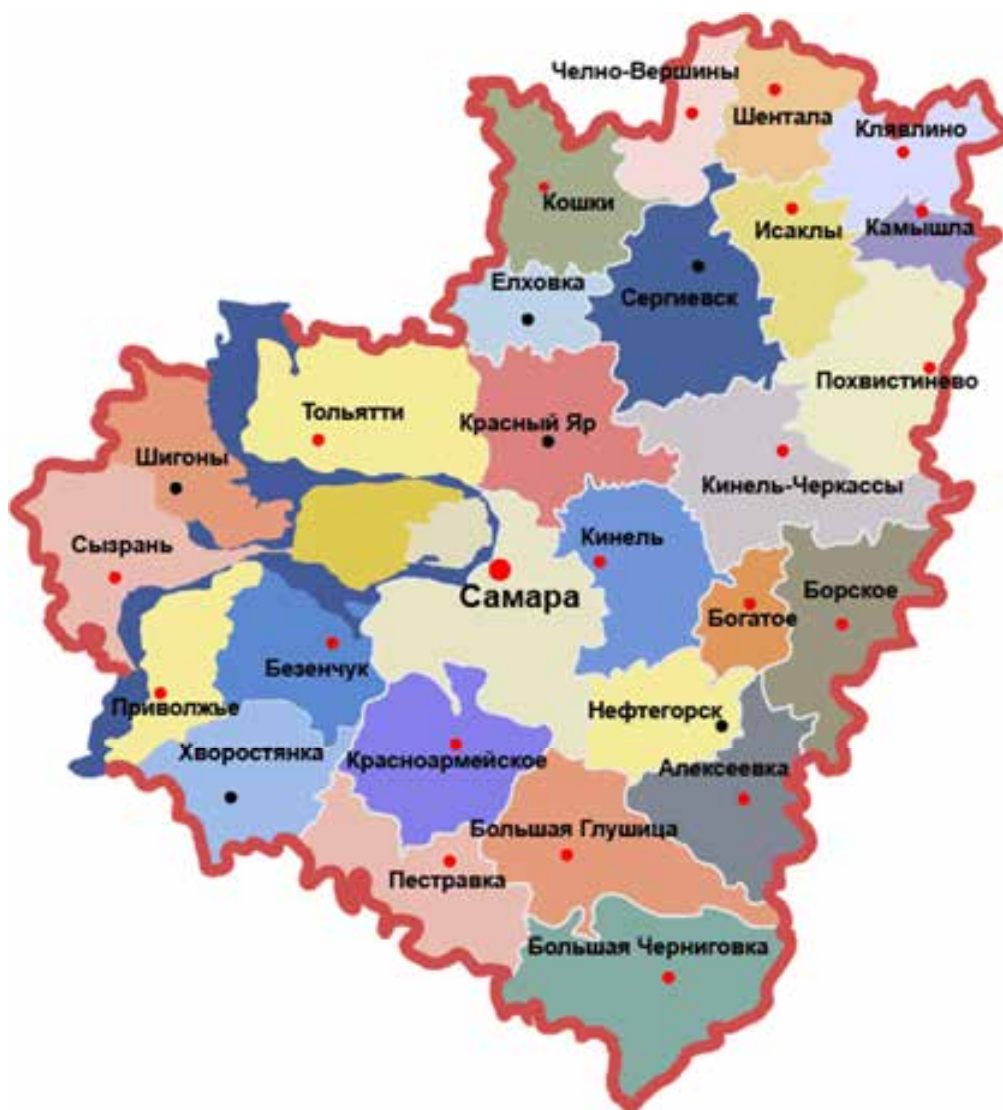 Челно-Вершины
Шентала
Клявлино
Кошки
Исаклы
Камышла
Елховка
Сергиевск
Похвистинево
Тольятти
Красный Яр
Шигоны
Кинель-Черкассы
Сызрань
Кинель
Самара
Богатое
Борское
Безенчук
Приволжье
Нефтегорск
Хворостянка
Красноармейское
Алексеевка
Большая Глушица
Пестравка
Большая Черниговка